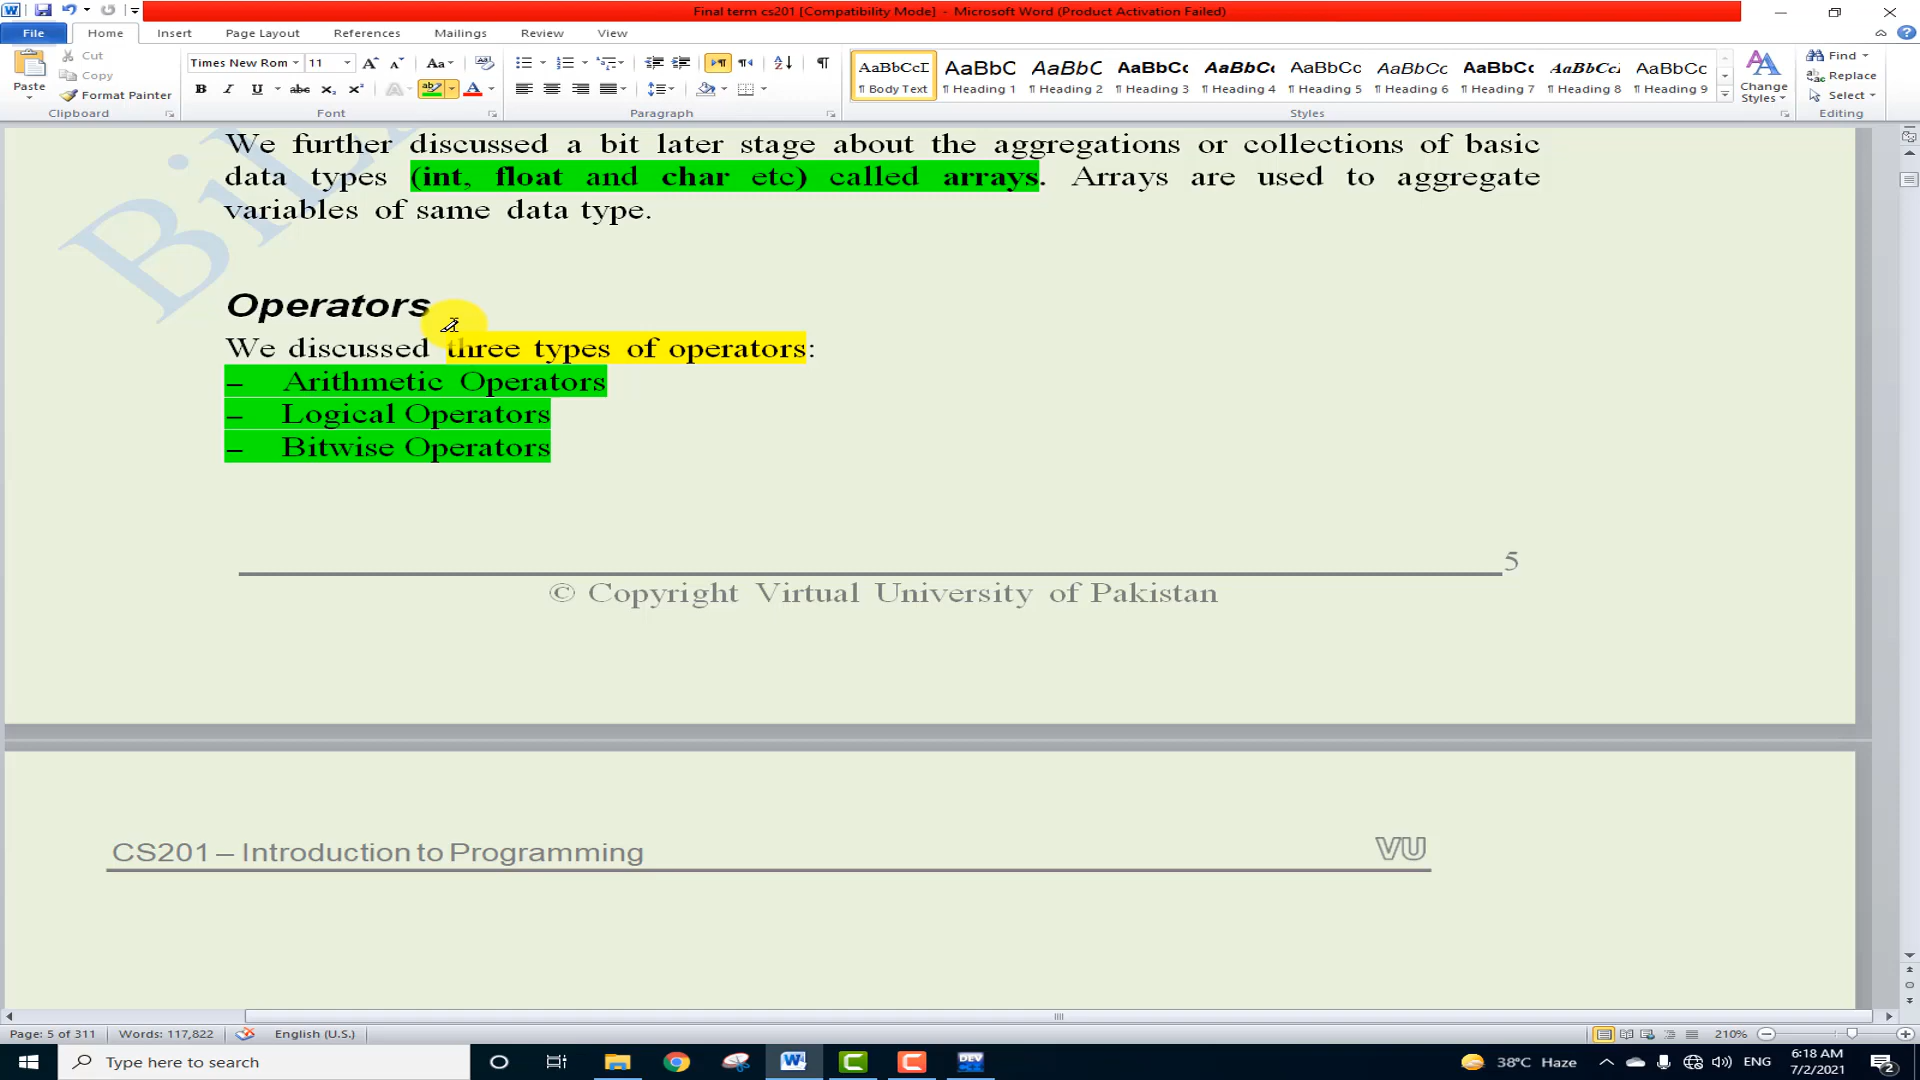 Final term cs201 [Compatibility Mode] - Microsoft Word (Product Activation Failed)
File Home Insert Page Layout References Mailings Review View
Paste
Cut
Copy
Format Painter
Clipboard
Times New Rom 11
Font
Paragraph
AaBbCcD AaBbC AaBbC AaBbCc AaBbCc AaBbCc AaBbCc AaBbCc AaBbCcI AaBbCc
¶ Body Text ¶ Heading 1 ¶ Heading 2 ¶ Heading 3 ¶ Heading 4 ¶ Heading 5 ¶ Heading 6 ¶ Heading 7 ¶ Heading 8 ¶ Heading 9
Change Styles
Styles
Find
Replace
Select
Editing
We further discussed a bit later stage about the aggregations or collections of basic
data types (int, float and char etc) called arrays. Arrays are used to aggregate
variables of same data type.
Operators
We discussed three types of operators:
– Arithmetic Operators
– Logical Operators
– Bitwise Operators
5
© Copyright Virtual University of Pakistan
CS201 – Introduction to Programming VU
Page: 5 of 311 Words: 117,822 English (U.S.) 210%
Type here to search
38°C Haze ENG 6:18 AM
7/2/2021
2